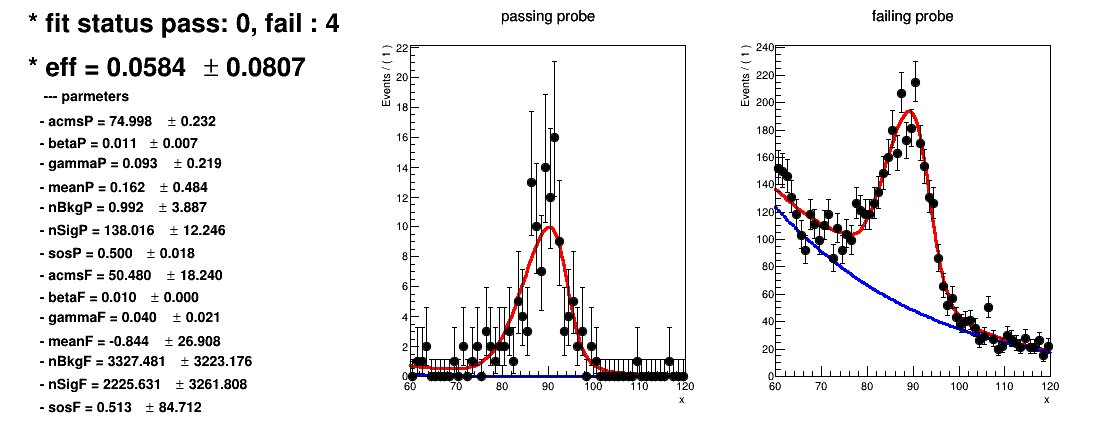 * fit status pass: 0, fail : 4
* eff = 0.0584 ± 0.0807
--- parmeters
- acmsP = 74.998 ± 0.232
- betaP = 0.011 ± 0.007
- gammaP = 0.093 ± 0.219
- meanP = 0.162 ± 0.484
- nBkgP = 0.992 ± 3.887
- nSigP = 138.016 ± 12.246
- sosP = 0.500 ± 0.018
- acmsF = 50.480 ± 18.240
- betaF = 0.010 ± 0.000
- gammaF = 0.040 ± 0.021
- meanF = -0.844 ± 26.908
- nBkgF = 3327.481 ± 3223.176
- nSigF = 2225.631 ± 3261.808
- sosF = 0.513 ± 84.712
passing probe
Events / ( 1 )
22
20
18
16
14
12
10
8
6
4
2
0
60 70 80 90 100 110 120
x
failing probe
Events / ( 1 )
240
220
200
180
160
140
120
100
80
60
40
20
0
60 70 80 90 100 110 120
x